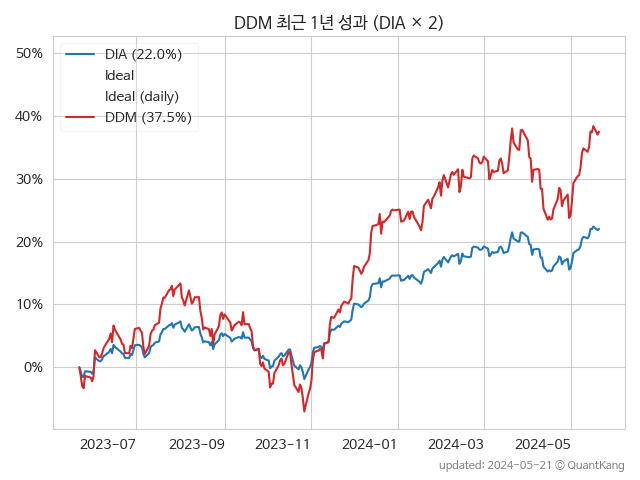 DDM 최근 1년 성과 (DIA × 2)
DIA (22.0%)
Ideal
Ideal (daily)
DDM (37.5%)
50%
40%
30%
20%
10%
0%
2023-07 2023-09 2023-11 2024-01 2024-03 2024-05
updated: 2024-05-21 © QuantKang